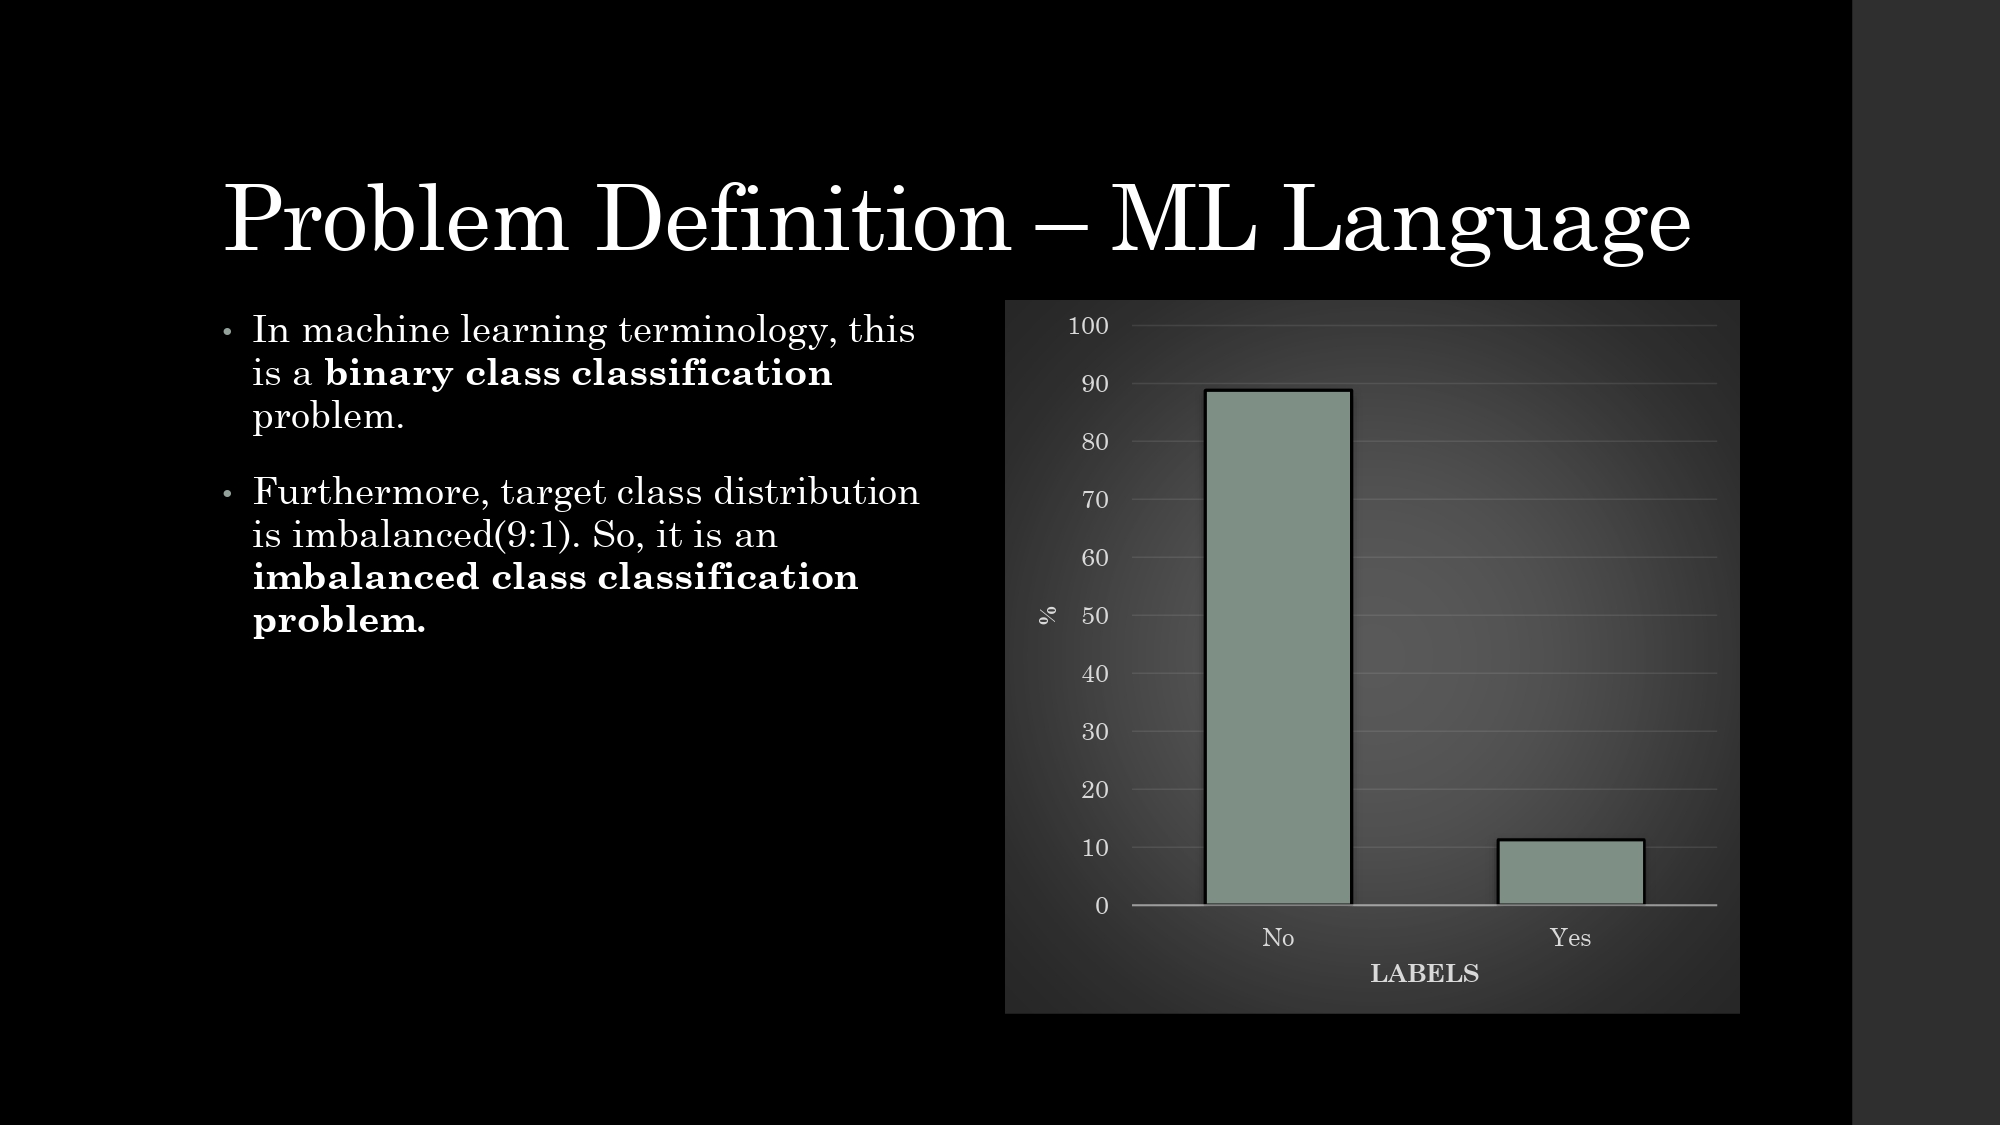 Problem Definition – ML Language
• In machine learning terminology, this
is a binary class classification
problem.
• Furthermore, target class distribution
is imbalanced(9:1). So, it is an
imbalanced class classification
problem.
100
90
80
70
60
50
40
30
20
10
0
%
No Yes
LABELS